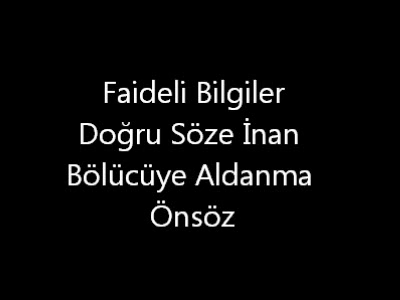 Faideli Bilgiler
Doğru Söze İnan
Bölücüye Aldanma
Önsöz